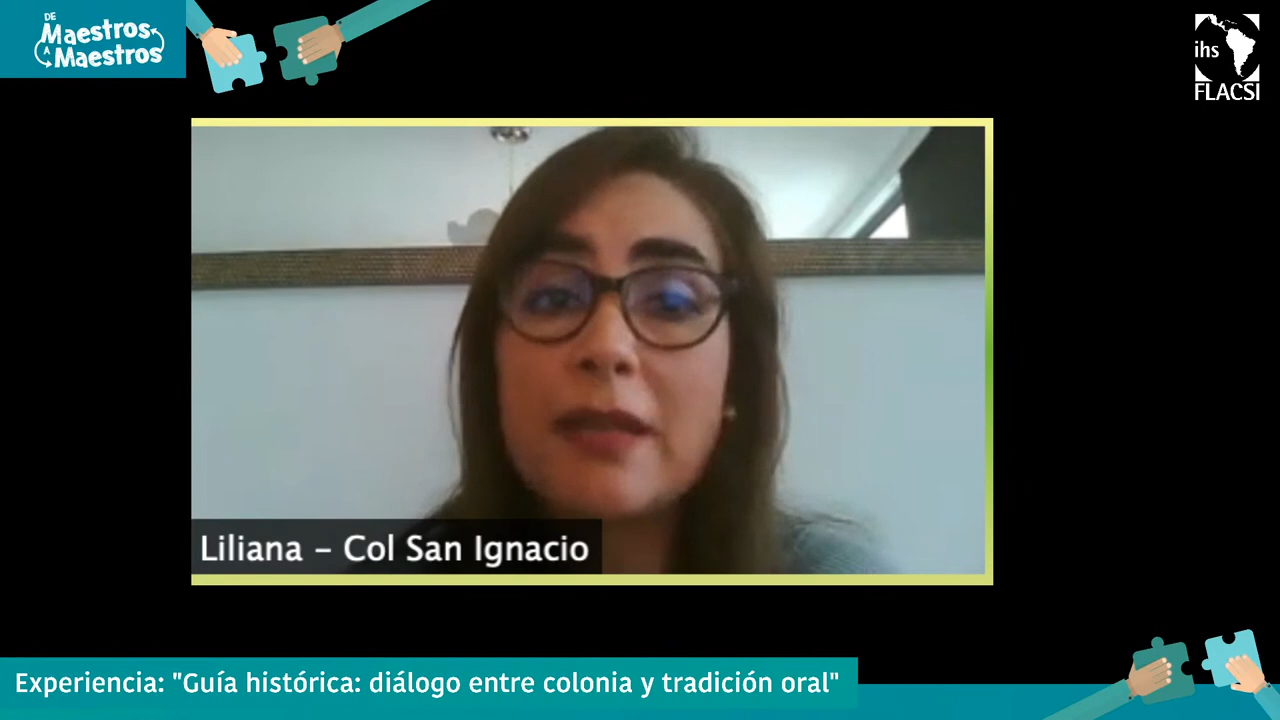 DE
Maestros
A
Maestros
ihs
FLACSI
Liliana – Col San Ignacio
Experiencia: "Guía histórica: diálogo entre colonia y tradición oral"